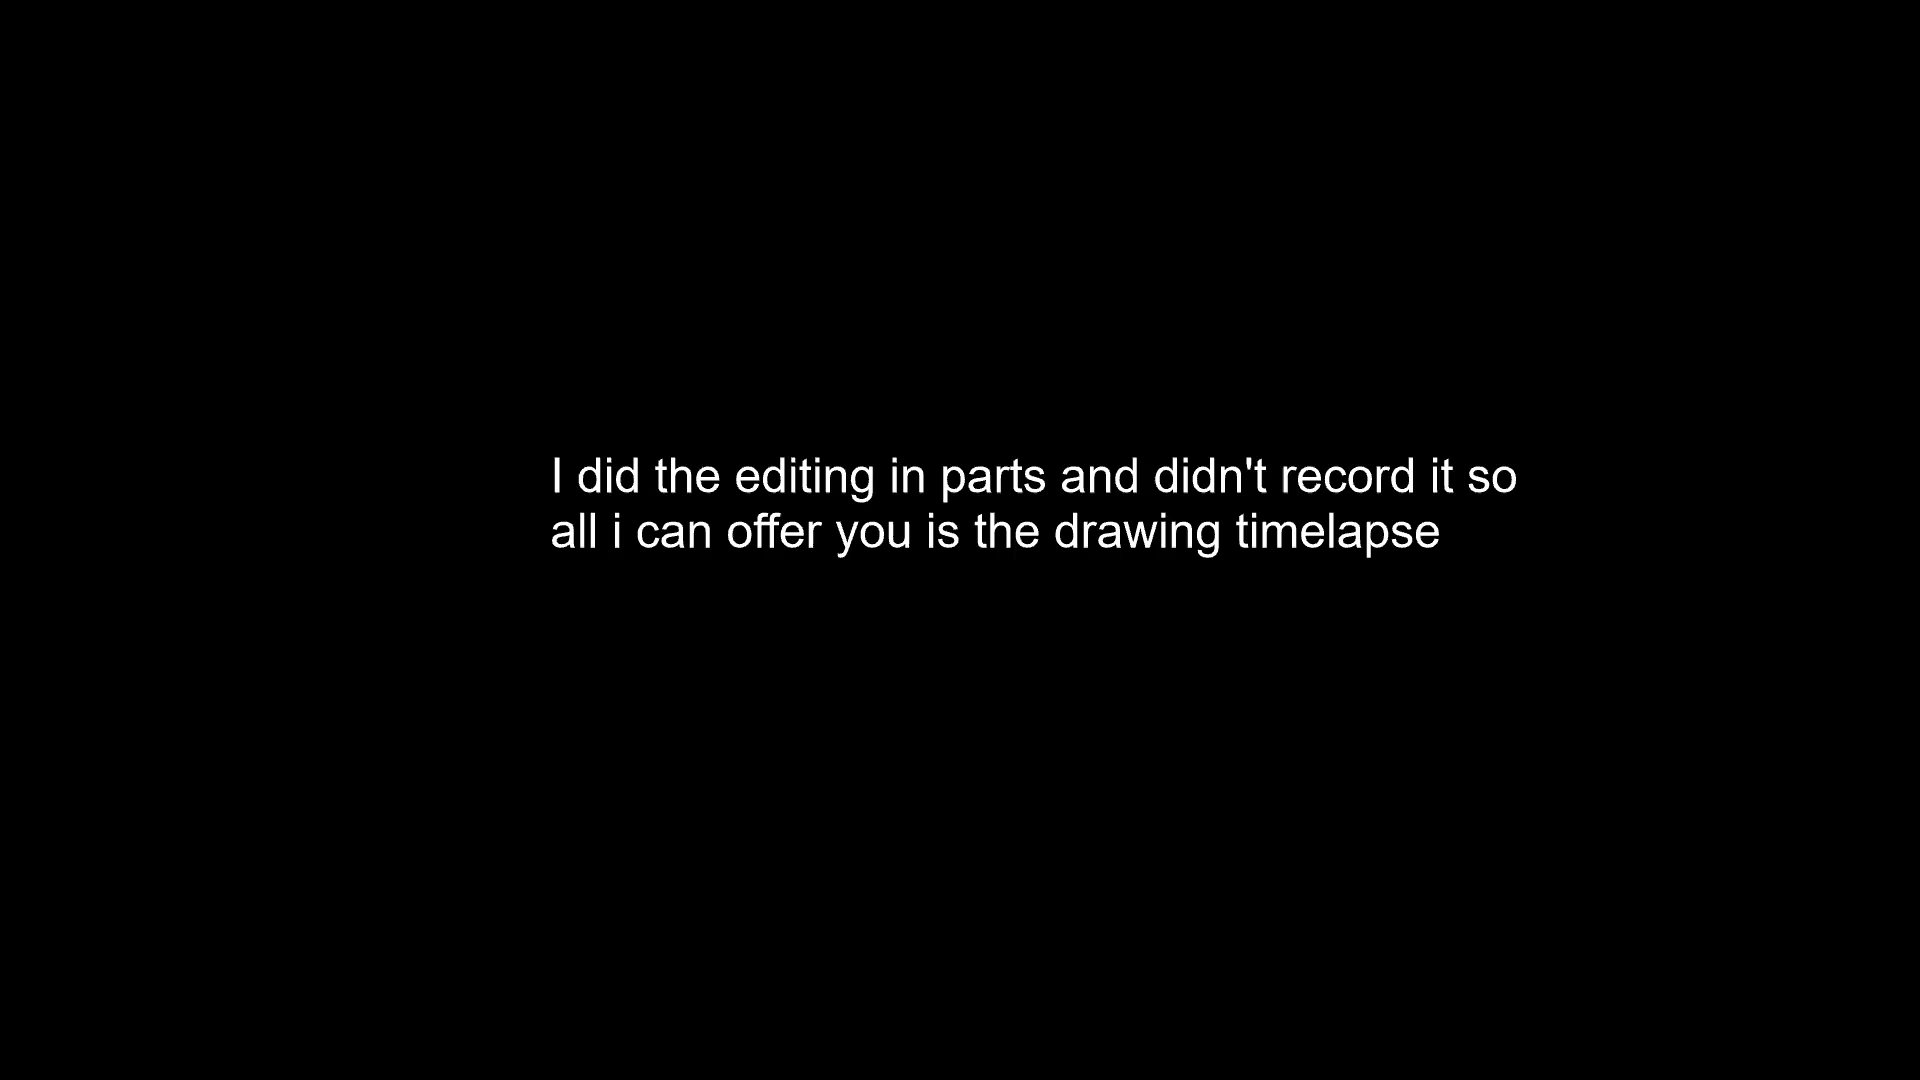 I did the editing in parts and didn't record it so
all i can offer you is the drawing timelapse